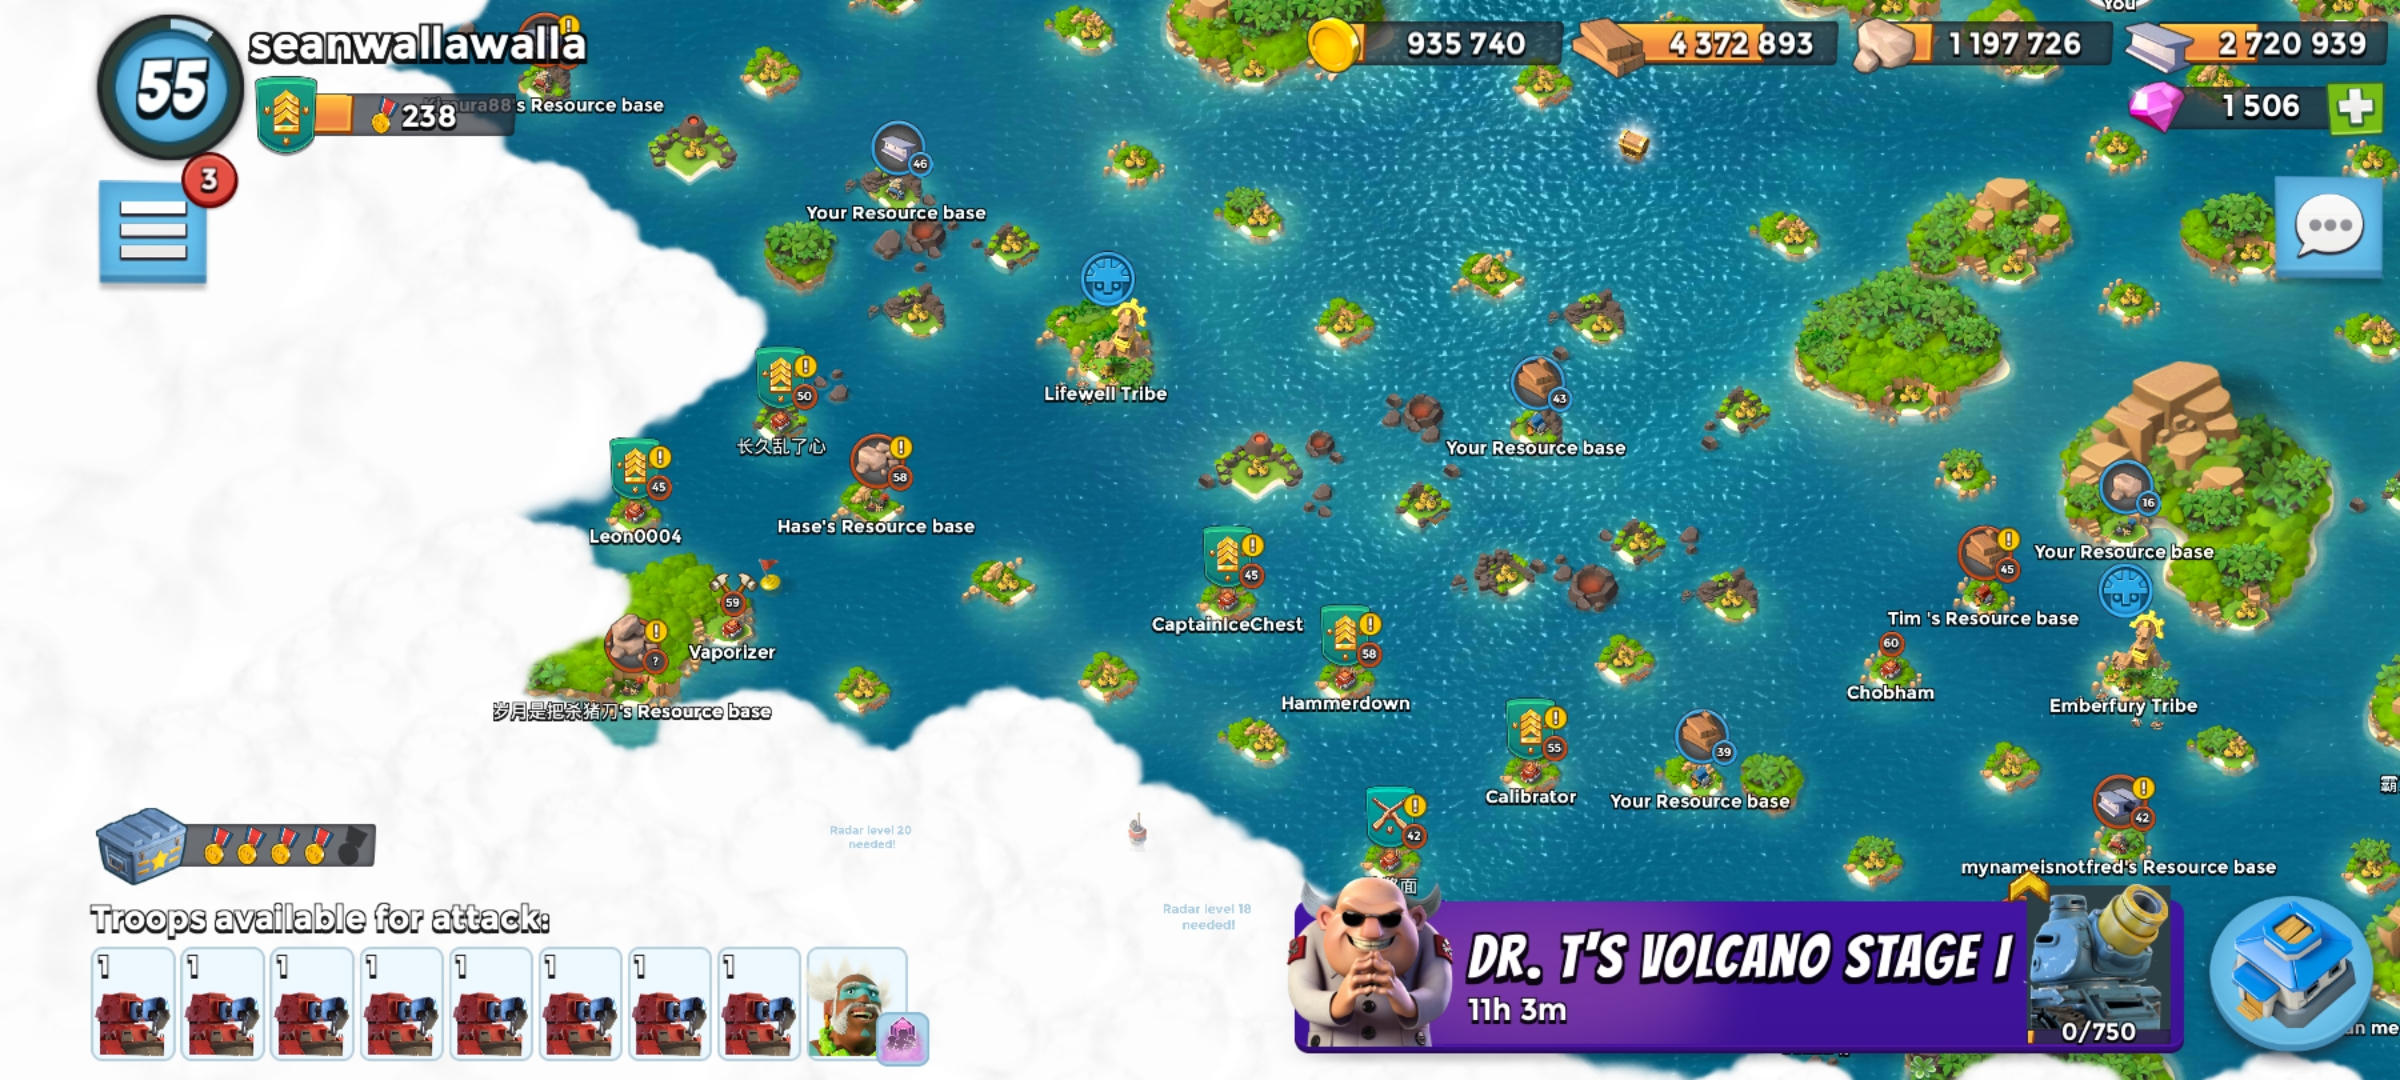 55
seanwallawalla
238
's Resource base
3
935 740
4 372 893
1 197 726
2 720 939
1 506
You
46
Your Resource base
Lifewell Tribe
50
长久乱了心
43
Your Resource base
45
Leon0004
58
Hase's Resource base
16
Your Resource base
45
CaptainIceChest
45
Tim 's Resource base
59
Vaporizer
?
岁月是把杀猪刀's Resource base
58
Hammerdown
60
Chobham
Emberfury Tribe
55
Calibrator
39
Your Resource base
霸
42
面
42
mynameisnotfred's Resource base
Radar level 20
needed!
Radar level 18
needed!
Troops available for attack:
1 1 1 1 1 1 1 1
DR. T'S VOLCANO STAGE I
11h 3m
0/750
an me